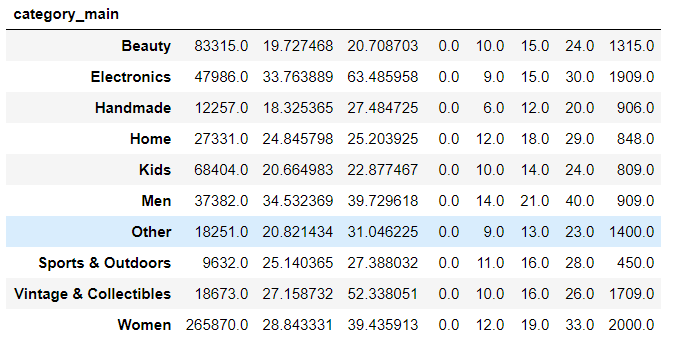 category_main
Beauty 83315.0 19.727468 20.708703 0.0 10.0 15.0 24.0 1315.0
Electronics 47986.0 33.763889 63.485958 0.0 9.0 15.0 30.0 1909.0
Handmade 12257.0 18.325365 27.484725 0.0 6.0 12.0 20.0 906.0
Home 27331.0 24.845798 25.203925 0.0 12.0 18.0 29.0 848.0
Kids 68404.0 20.664983 22.877467 0.0 10.0 14.0 24.0 809.0
Men 37382.0 34.532369 39.729618 0.0 14.0 21.0 40.0 909.0
Other 18251.0 20.821434 31.046225 0.0 9.0 13.0 23.0 1400.0
Sports & Outdoors 9632.0 25.140365 27.388032 0.0 11.0 16.0 28.0 450.0
Vintage & Collectibles 18673.0 27.158732 52.338051 0.0 10.0 16.0 26.0 1709.0
Women 265870.0 28.843331 39.435913 0.0 12.0 19.0 33.0 2000.0